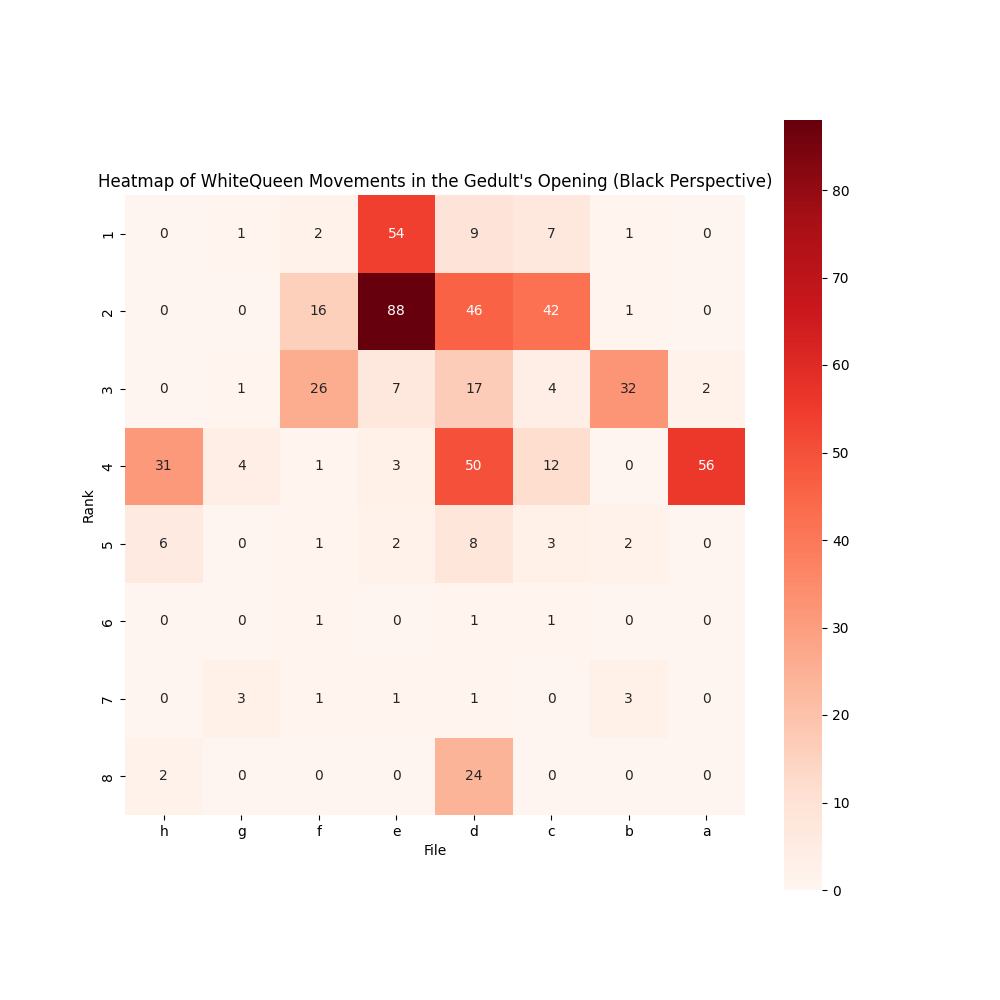 Heatmap of WhiteQueen Movements in the Gedult's Opening (Black Perspective)
1 0 1 2 54 9 7 1 0
2 0 0 16 88 46 42 1 0
3 0 1 26 7 17 4 32 2
4 31 4 1 3 50 12 0 56
5 6 0 1 2 8 3 2 0
6 0 0 1 0 1 1 0 0
7 0 3 1 1 1 0 3 0
8 2 0 0 0 24 0 0 0
h g f e d c b a
File
Rank
80
70
60
50
40
30
20
10
0